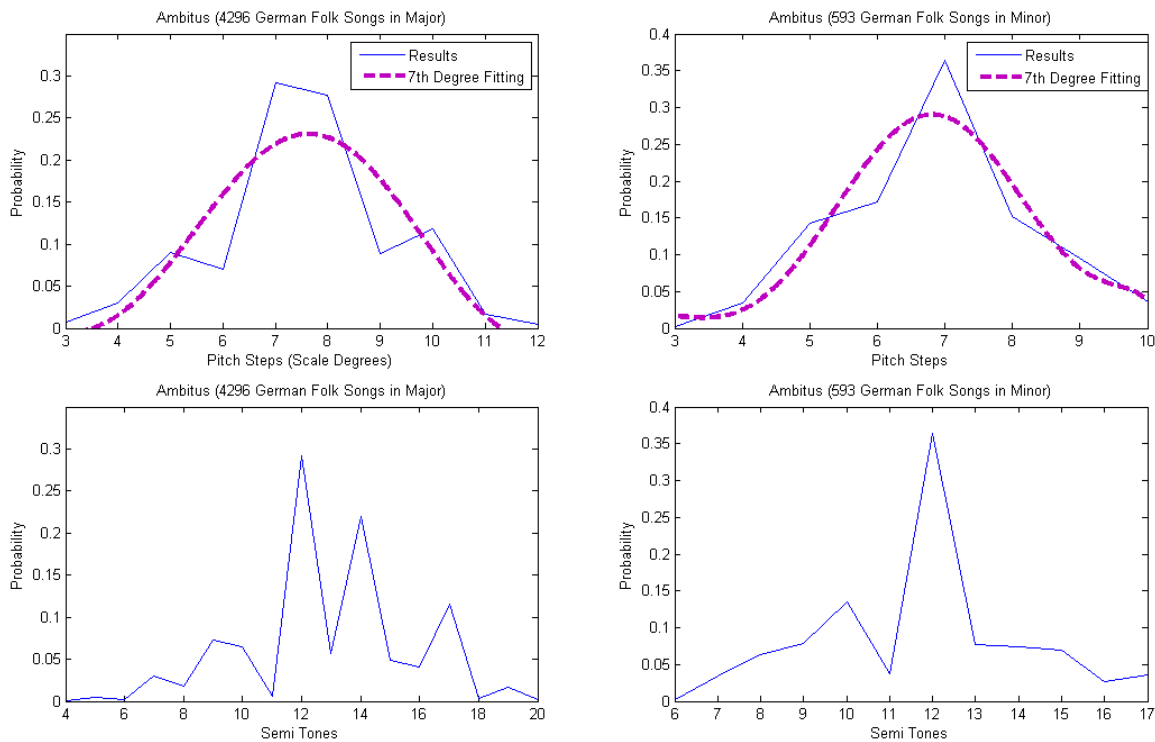 Ambitus (4296 German Folk Songs in Major)
Results
7th Degree Fitting
Probability
0.3
0.25
0.2
0.15
0.1
0.05
0
3 4 5 6 7 8 9 10 11 12
Pitch Steps (Scale Degrees)
Ambitus (593 German Folk Songs in Minor)
Results
7th Degree Fitting
Probability
0.4
0.35
0.3
0.25
0.2
0.15
0.1
0.05
0
3 4 5 6 7 8 9 10
Pitch Steps
Ambitus (4296 German Folk Songs in Major)
Probability
0.3
0.25
0.2
0.15
0.1
0.05
0
4 6 8 10 12 14 16 18 20
Semi Tones
Ambitus (593 German Folk Songs in Minor)
Probability
0.4
0.35
0.3
0.25
0.2
0.15
0.1
0.05
0
6 7 8 9 10 11 12 13 14 15 16 17
Semi Tones